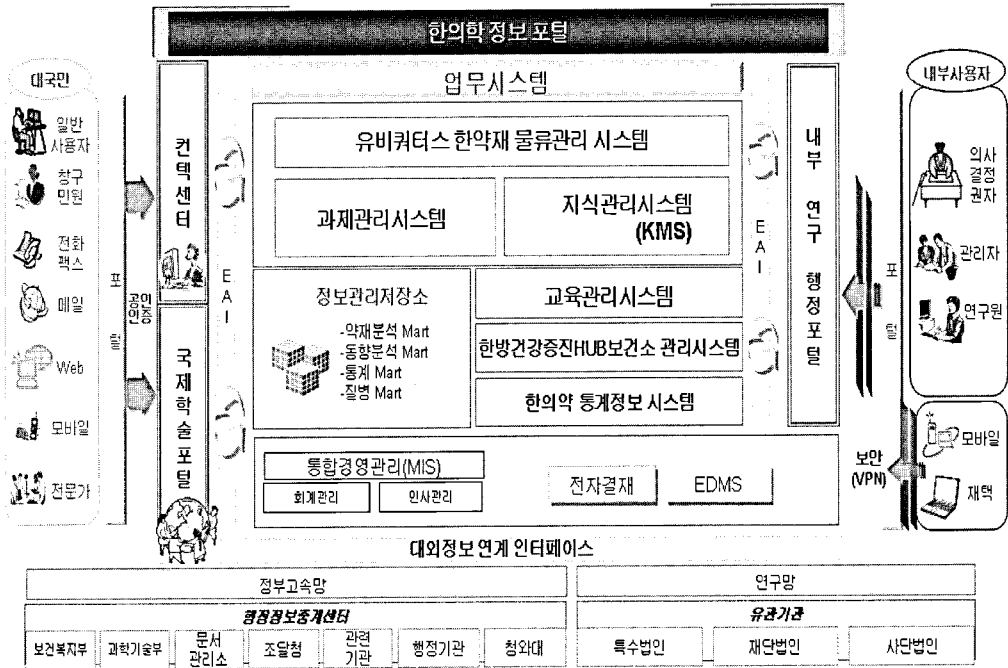 한의학 정보 포털
대국민
일반
사용자
창구
민원
전화
팩스
메일
Web
모바일
전문가
포털
공인
인증
컨텍센터
국제학술포털
EAI
업무시스템
유비쿼터스 한약재 물류관리 시스템
과제관리시스템
지식관리시스템
(KMS)
정보관리저장소
-약재분석 Mart
-동향분석 Mart
-통계 Mart
-질병 Mart
교육관리시스템
한방건강증진HUB보건소 관리시스템
한의약 통계정보 시스템
통합경영관리(MIS)
회계관리
인사관리
전자결재
EDMS
EAI
내부 연구 행정포털
포털
보안
(VPN)
내부사용자
의사
결정
권자
관리자
연구원
모바일
재택
대외정보 연계 인터페이스
정부고속망
행정정보중계센터
보건복지부
과학기술부
문서
관리소
조달청
관련
기관
행정기관
청와대
연구망
유관기관
특수법인
재단법인
사단법인